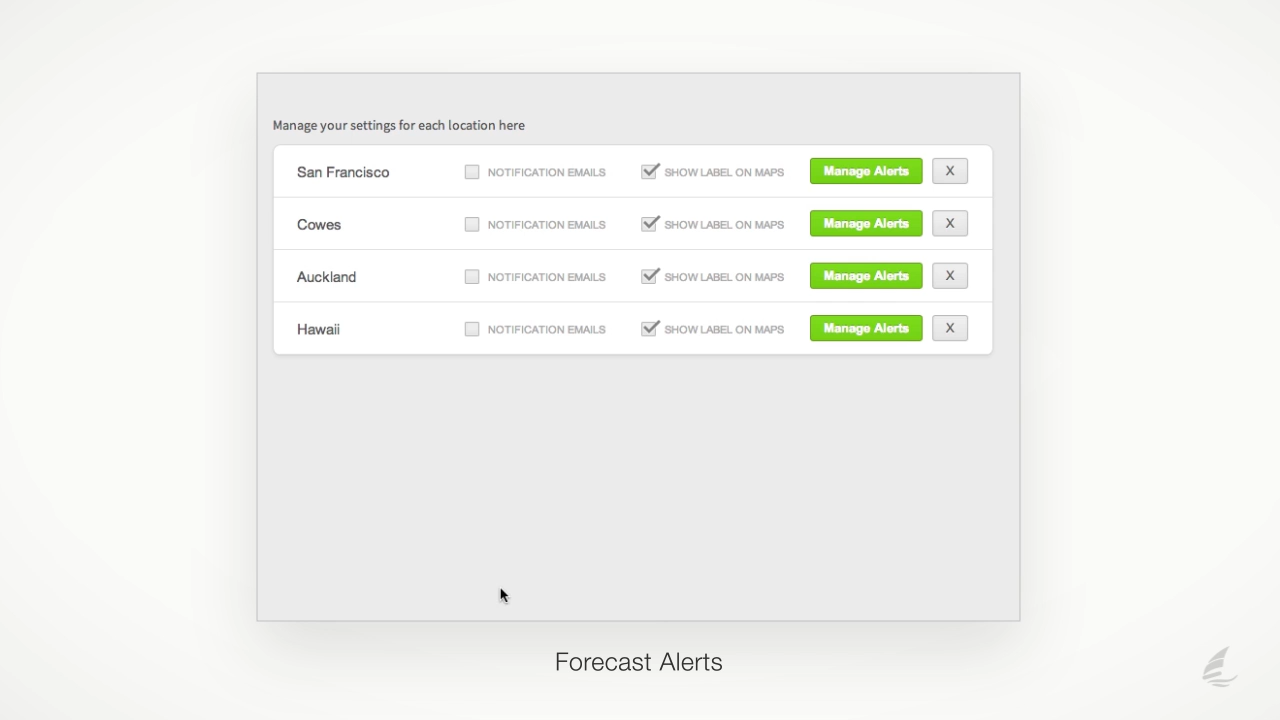 Manage your settings for each location here
San Francisco NOTIFICATION EMAILS SHOW LABEL ON MAPS Manage Alerts X
Cowes NOTIFICATION EMAILS SHOW LABEL ON MAPS Manage Alerts X
Auckland NOTIFICATION EMAILS SHOW LABEL ON MAPS Manage Alerts X
Hawaii NOTIFICATION EMAILS SHOW LABEL ON MAPS Manage Alerts X
Forecast Alerts